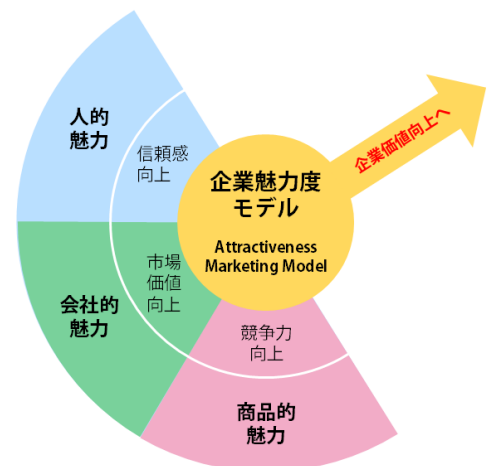 人的
魅力
信頼感
向上
企業魅力度
モデル
Attractiveness
Marketing Model
企業価値向上へ
会社的
魅力
市場
価値
向上
競争力
向上
商品的
魅力